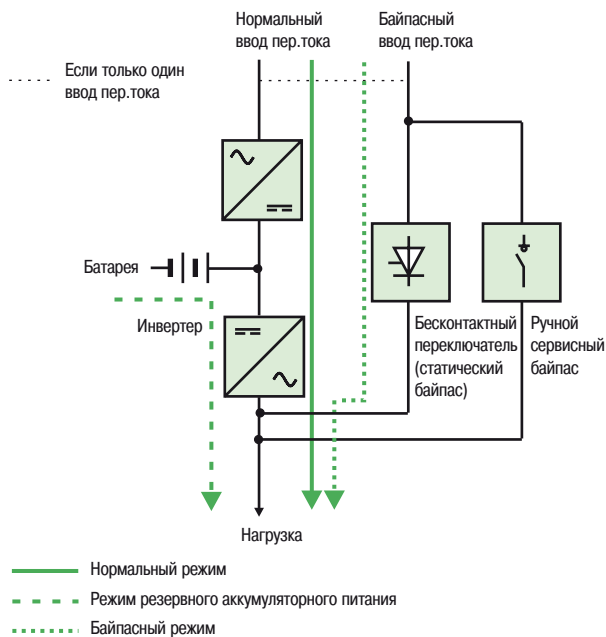 Нормальный
ввод пер.тока
Байпасный
ввод пер.тока
Если только один
ввод пер.тока
Батарея
Инвертер
Бесконтактный
переключатель
(статический
байпас)
Ручной
сервисный
байпас
Нагрузка
Нормальный режим
Режим резервного аккумуляторного питания
Байпасный режим